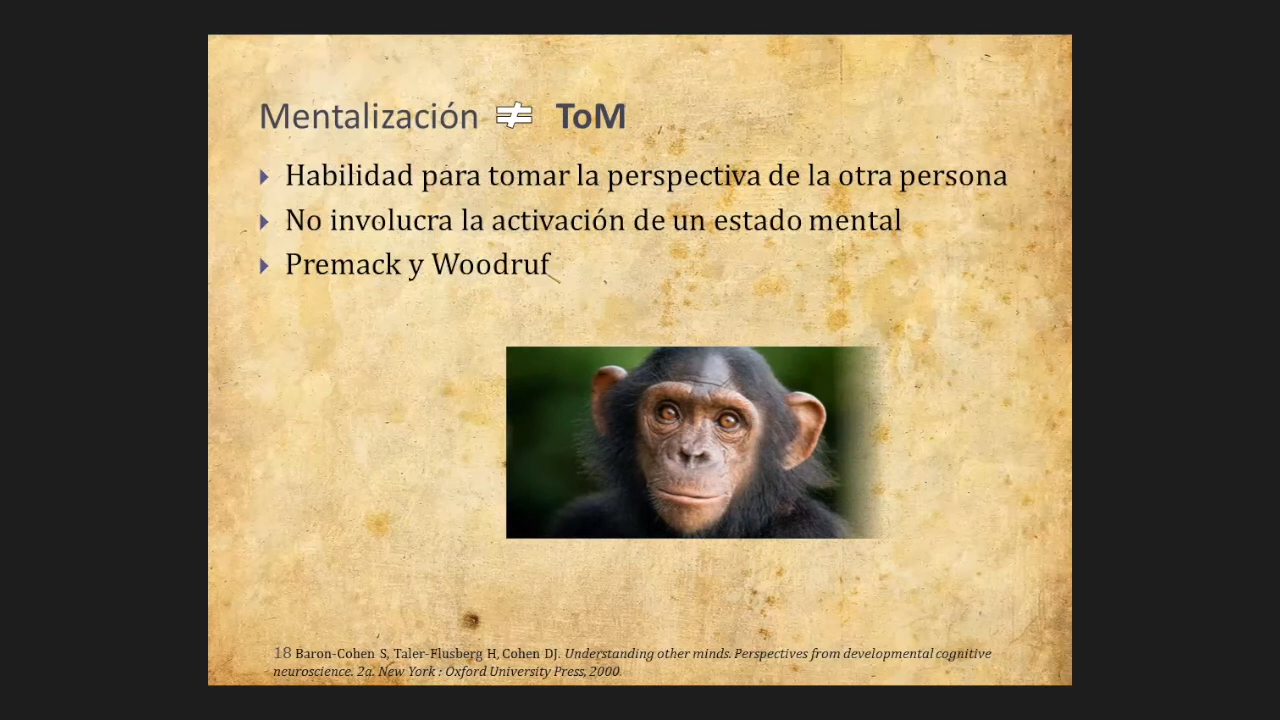 Mentalización ≠ ToM
Habilidad para tomar la perspectiva de la otra persona
No involucra la activación de un estado mental
Premack y Woodruf
18 Baron-Cohen S, Taler-Flusberg H, Cohen DJ. Understanding other minds. Perspectives from developmental cognitive
neuroscience. 2a. New York : Oxford University Press, 2000.